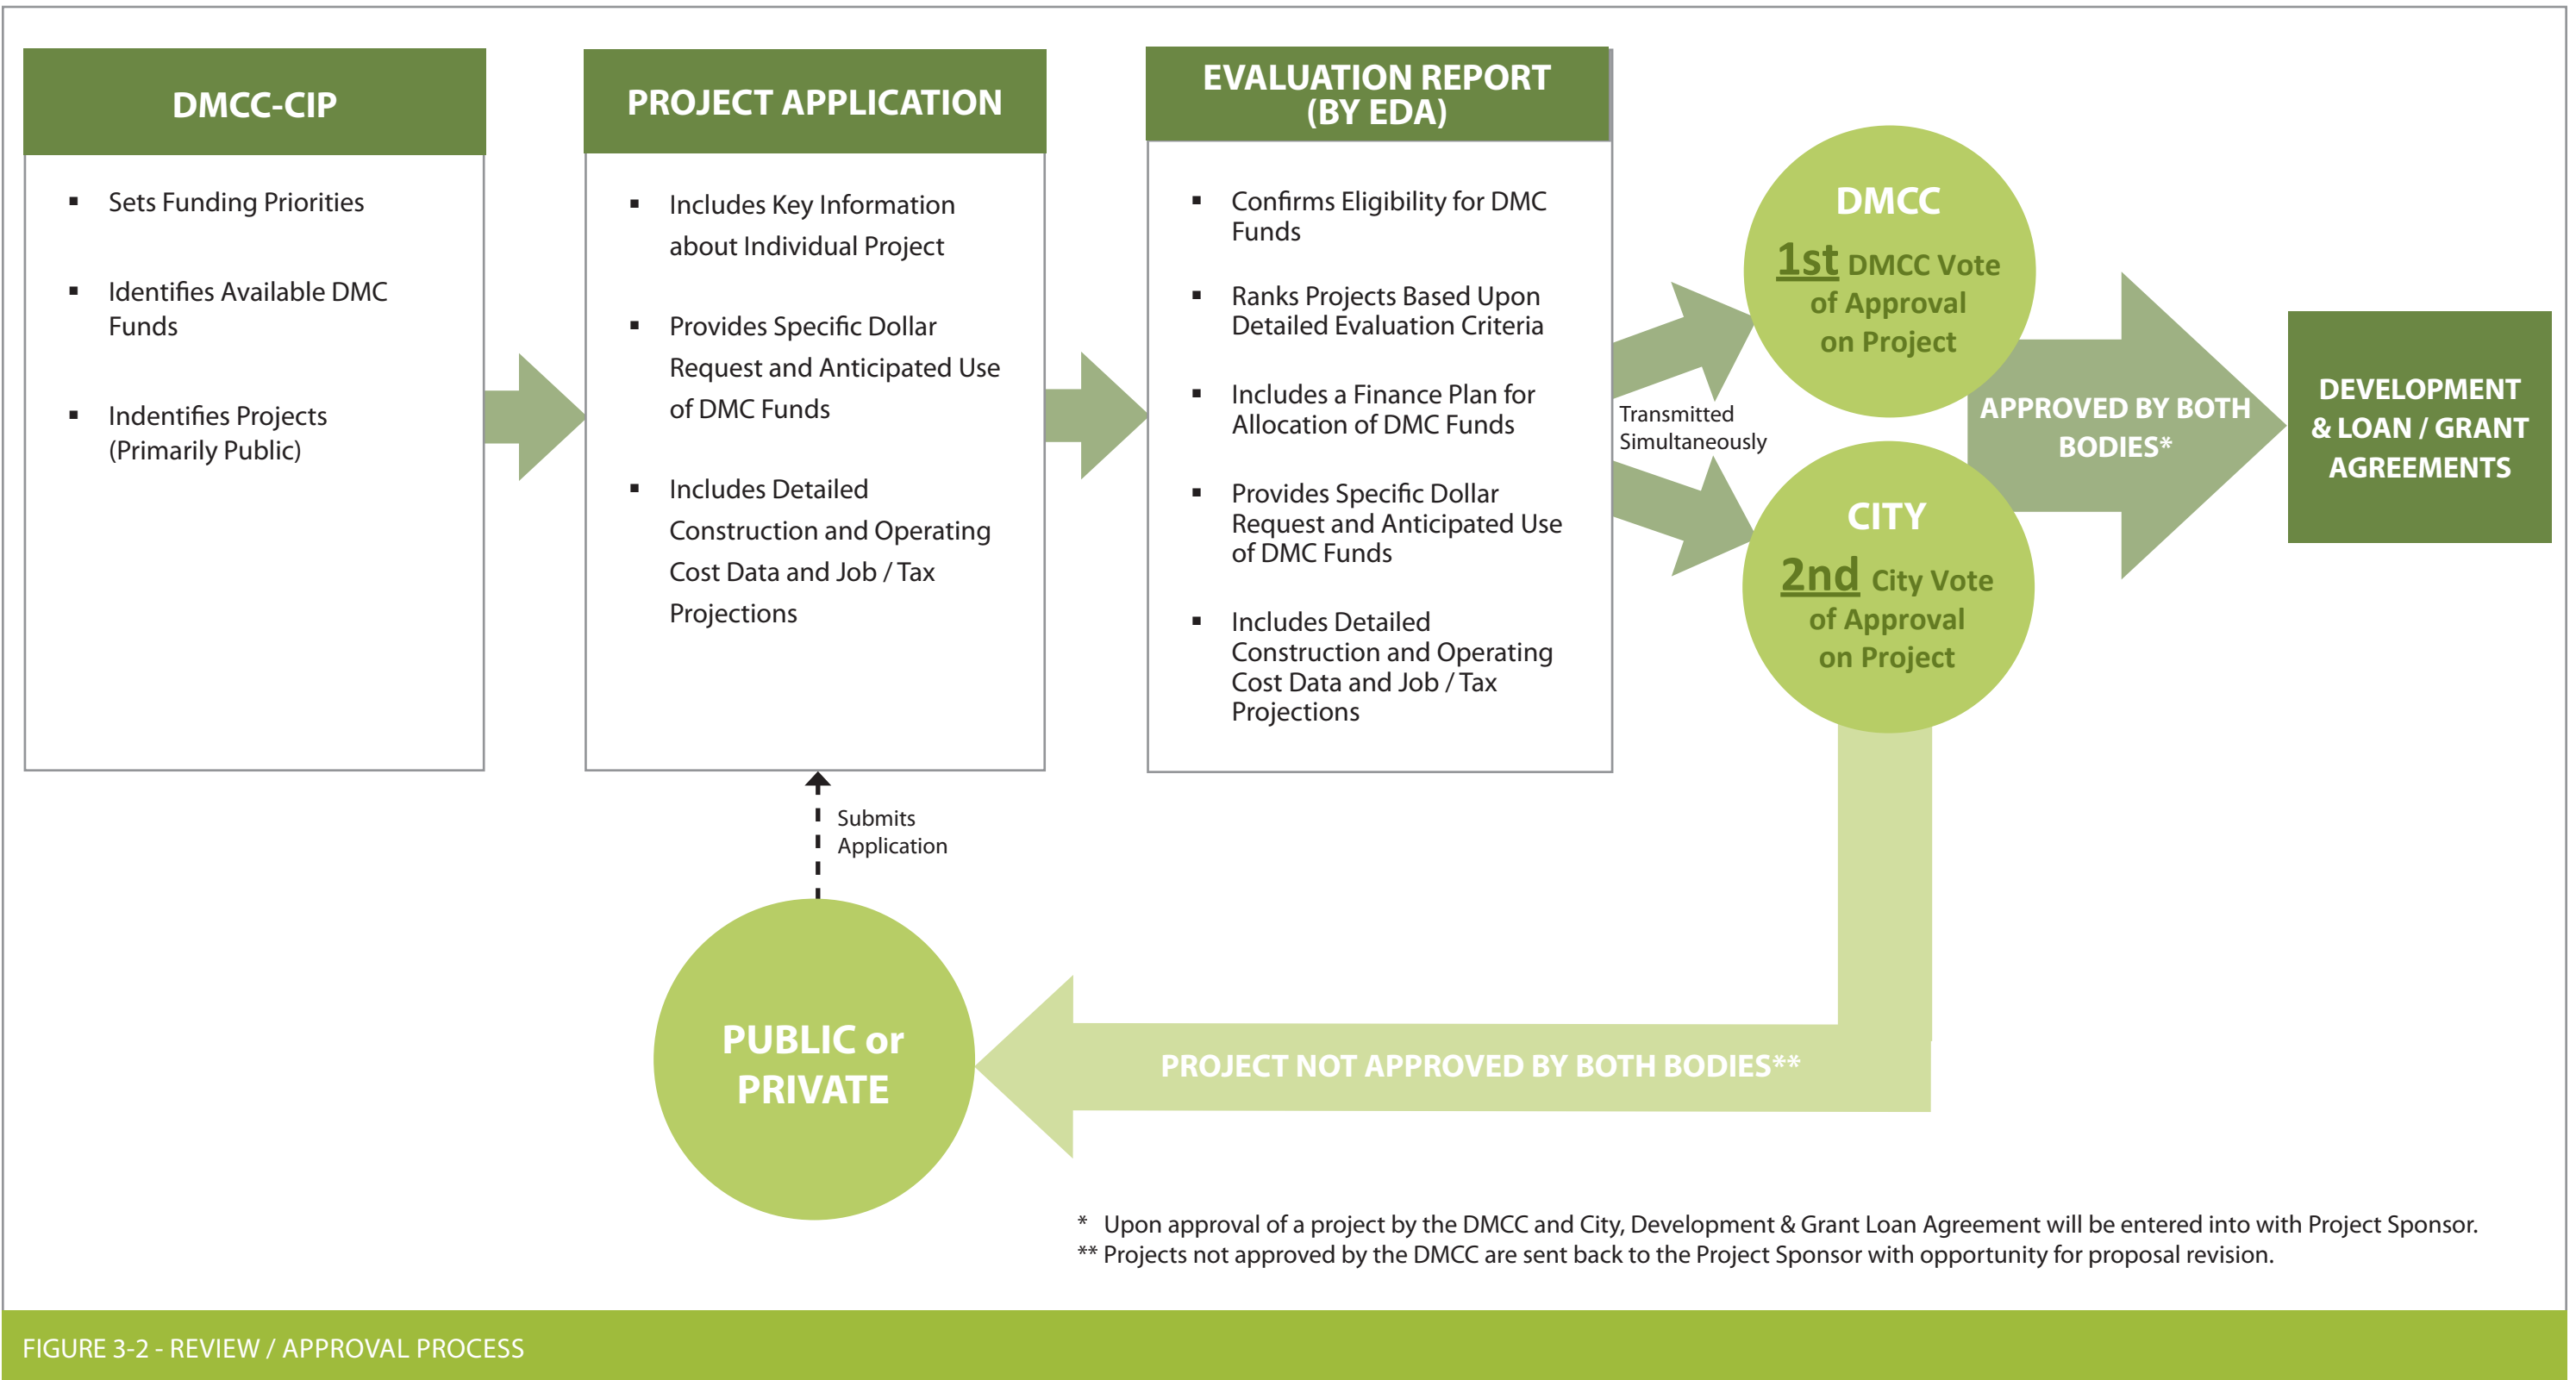 DMCC-CIP
▪ Sets Funding Priorities
▪ Identifies Available DMC
Funds
▪ Indentifies Projects
(Primarily Public)
PROJECT APPLICATION
▪ Includes Key Information
about Individual Project
▪ Provides Specific Dollar
Request and Anticipated Use
of DMC Funds
▪ Includes Detailed
Construction and Operating
Cost Data and Job / Tax
Projections
EVALUATION REPORT
(BY EDA)
▪ Confirms Eligibility for DMC
Funds
▪ Ranks Projects Based Upon
Detailed Evaluation Criteria
▪ Includes a Finance Plan for
Allocation of DMC Funds
▪ Provides Specific Dollar
Request and Anticipated Use
of DMC Funds
▪ Includes Detailed
Construction and Operating
Cost Data and Job / Tax
Projections
Transmitted
Simultaneously
DMCC
1st DMCC Vote
of Approval
on Project
CITY
2nd City Vote
of Approval
on Project
APPROVED BY BOTH
BODIES*
DEVELOPMENT
& LOAN / GRANT
AGREEMENTS
Submits
Application
PUBLIC or
PRIVATE
PROJECT NOT APPROVED BY BOTH BODIES**
* Upon approval of a project by the DMCC and City, Development & Grant Loan Agreement will be entered into with Project Sponsor.
** Projects not approved by the DMCC are sent back to the Project Sponsor with opportunity for proposal revision.
FIGURE 3-2 - REVIEW / APPROVAL PROCESS